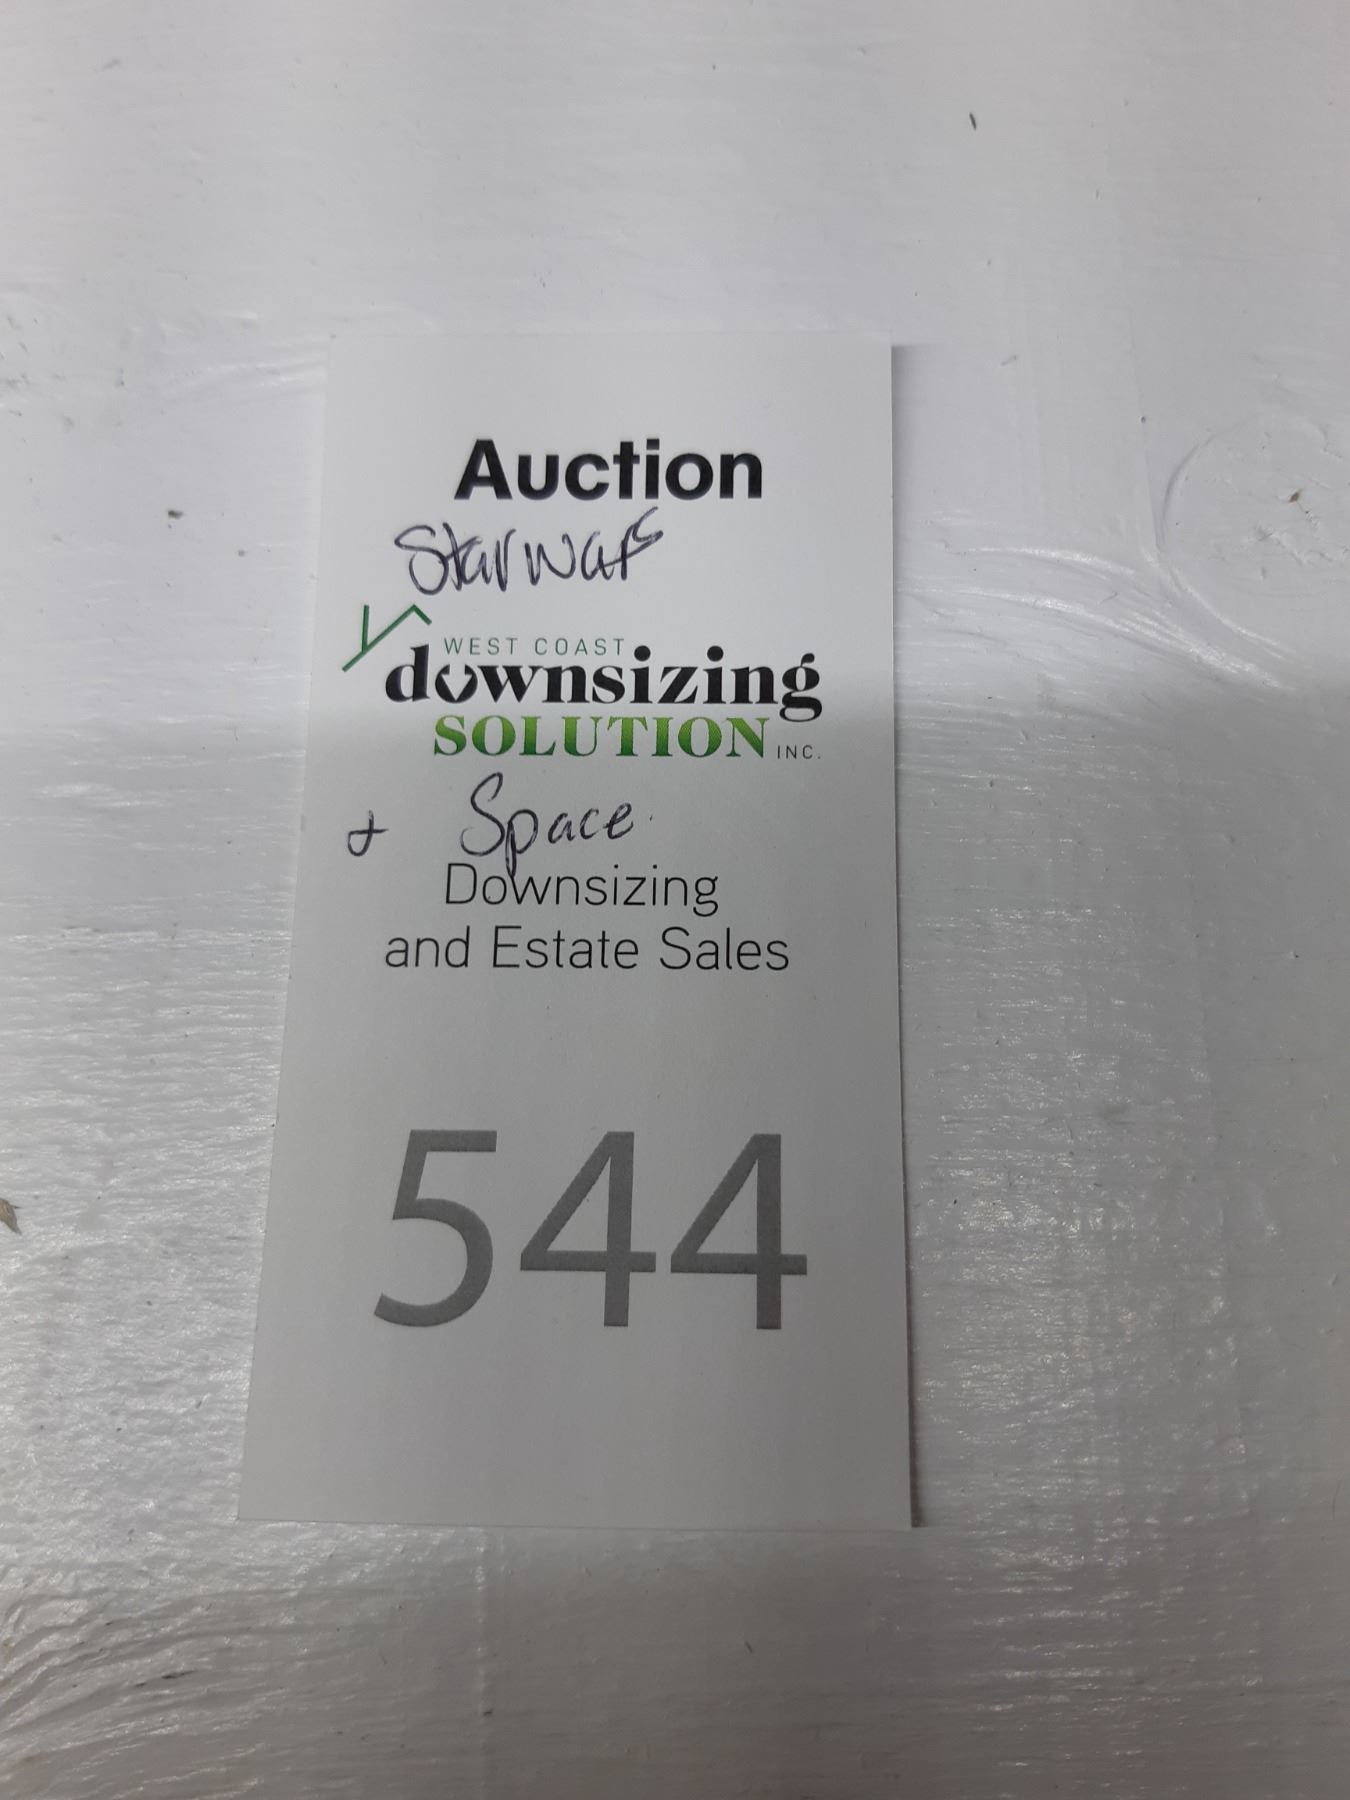 Auction
Starwars
WEST COAST
downsizing
SOLUTION INC.
+ Space
Downsizing
and Estate Sales
544